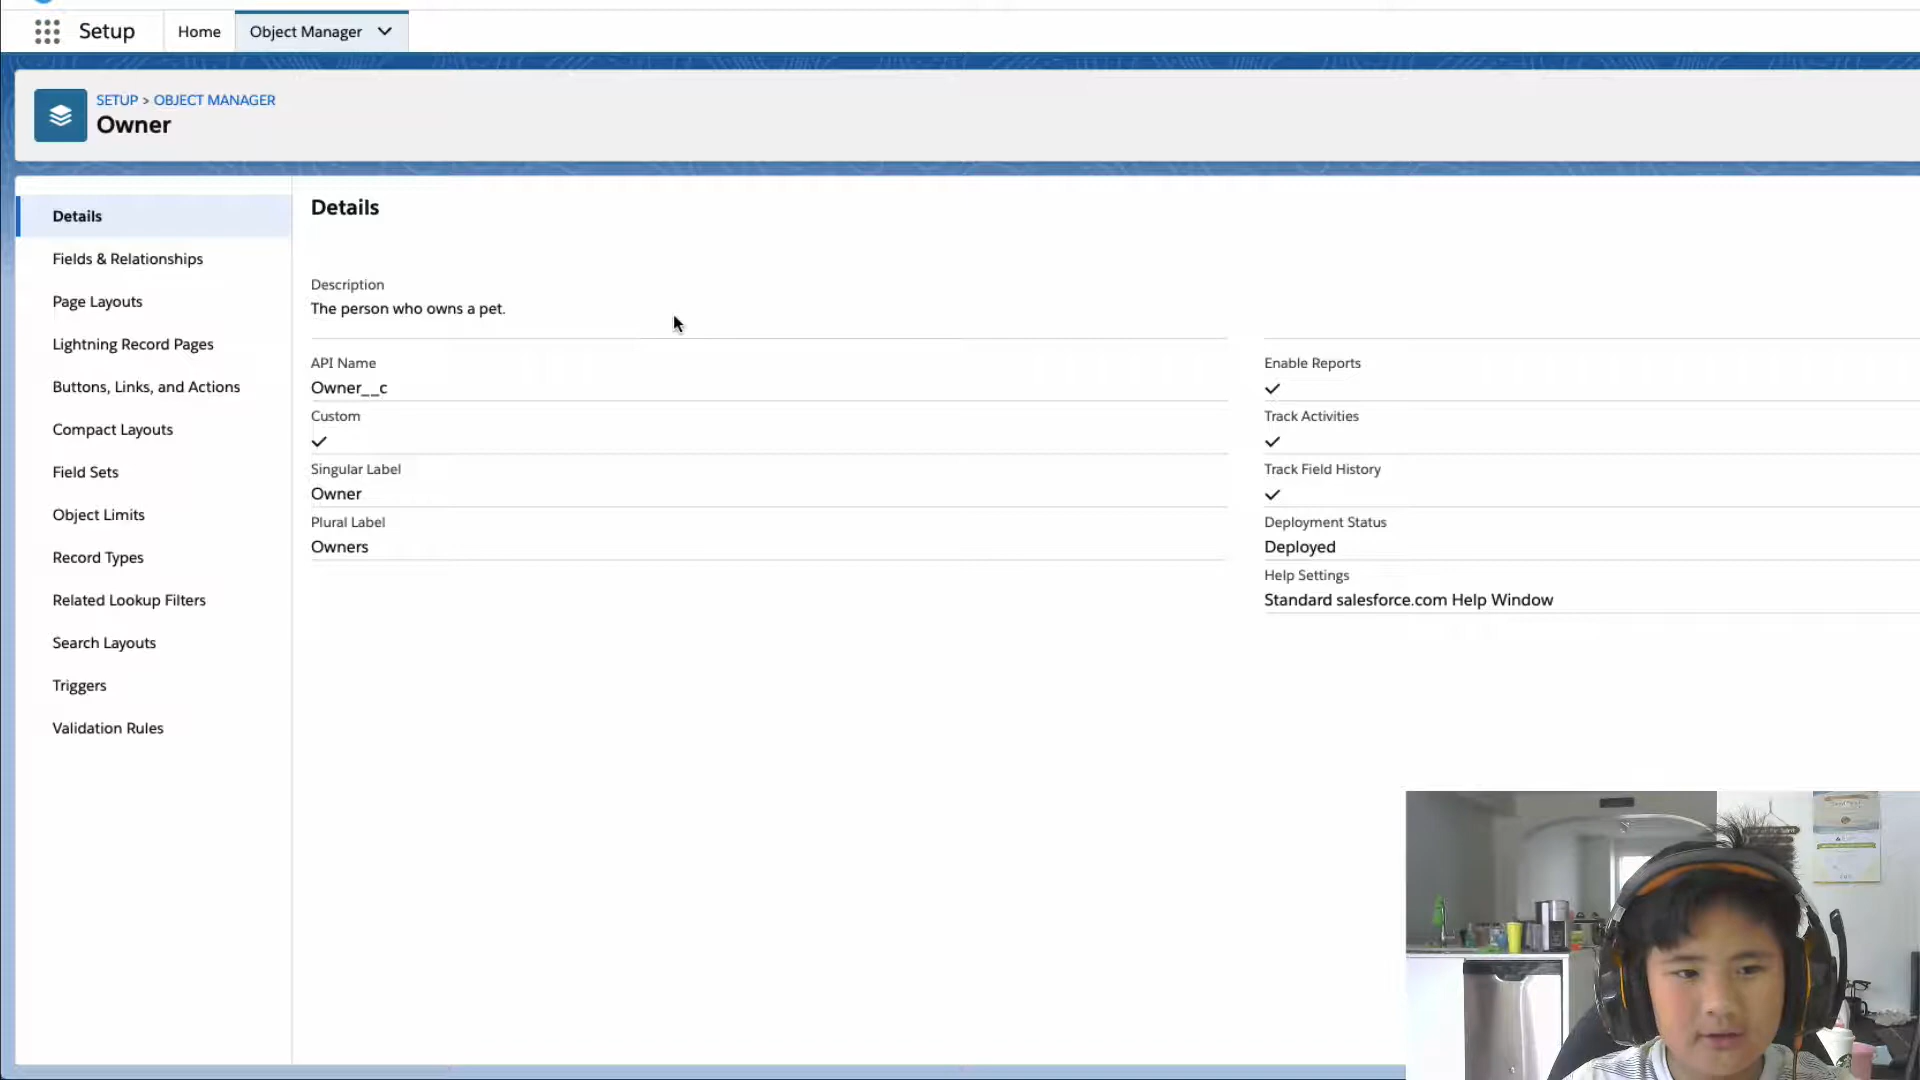 Setup
Home
Object Manager
SETUP > OBJECT MANAGER
Owner
Details
Fields & Relationships
Page Layouts
Lightning Record Pages
Buttons, Links, and Actions
Compact Layouts
Field Sets
Object Limits
Record Types
Related Lookup Filters
Search Layouts
Triggers
Validation Rules
Details
Description
The person who owns a pet.
API Name
Owner__c
Custom
Singular Label
Owner
Plural Label
Owners
Enable Reports
Track Activities
Track Field History
Deployment Status
Deployed
Help Settings
Standard salesforce.com Help Window